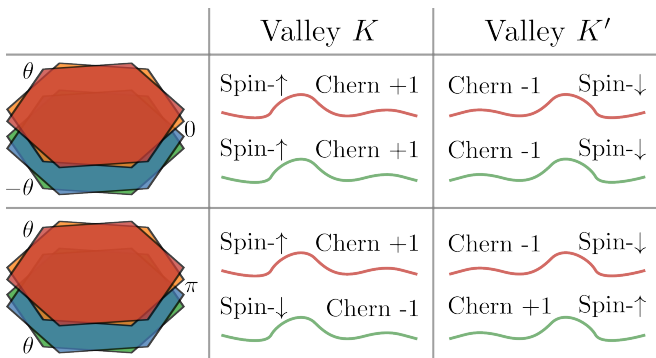 Valley K Valley K′
θ Spin-↑ Chern +1 Chern -1 Spin-↓
0
−θ Spin-↑ Chern +1 Chern -1 Spin-↓
θ Spin-↑ Chern +1 Chern -1 Spin-↓
π
θ Spin-↓ Chern -1 Chern +1 Spin-↑